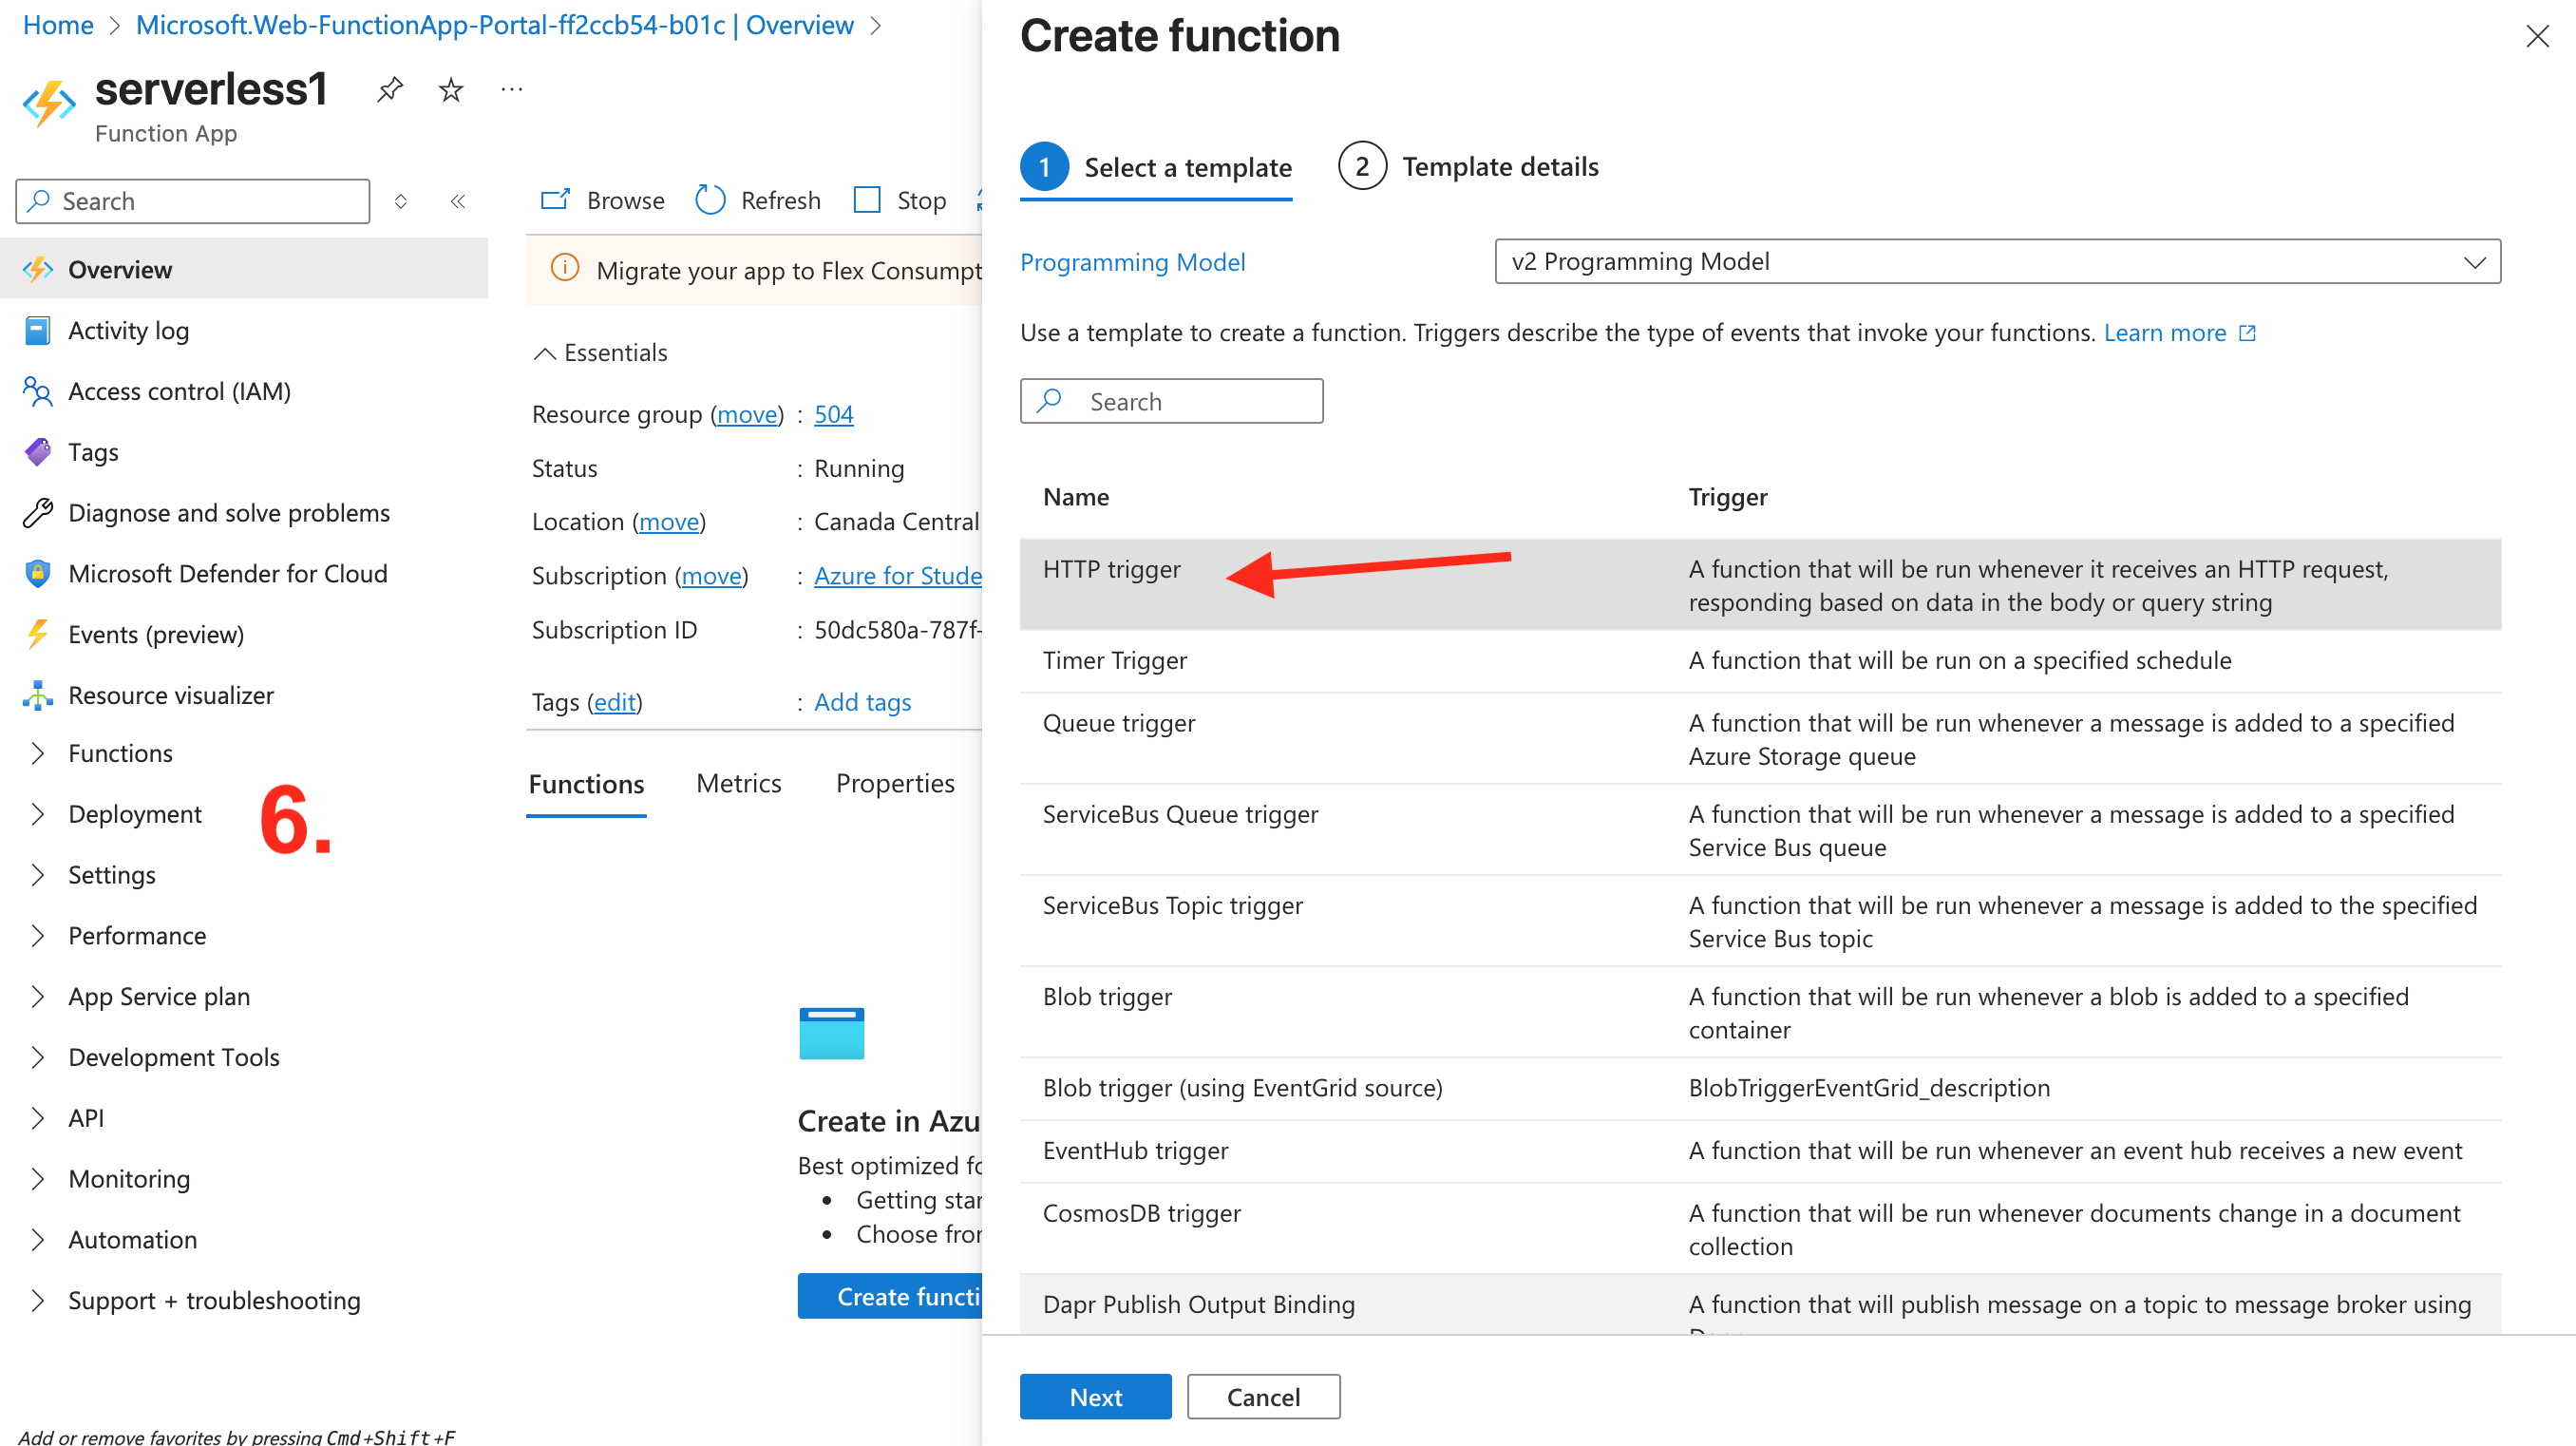 Home > Microsoft.Web-FunctionApp-Portal-ff2ccb54-b01c | Overview >
serverless1
Function App
Search
Overview
Activity log
Access control (IAM)
Tags
Diagnose and solve problems
Microsoft Defender for Cloud
Events (preview)
Resource visualizer
Functions
Deployment
Settings
Performance
App Service plan
Development Tools
API
Monitoring
Automation
Support + troubleshooting
Add or remove favorites by pressing Cmd+Shift+F
6.
Browse Refresh Stop
Migrate your app to Flex Consumpt
Essentials
Resource group (move) : 504
Status : Running
Location (move) : Canada Central
Subscription (move) : Azure for Stude
Subscription ID : 50dc580a-787f-
Tags (edit) : Add tags
Functions Metrics Properties
Create in Azu
Best optimized fo
• Getting star
• Choose fror
Create functi
Create function
1 Select a template 2 Template details
Programming Model v2 Programming Model
Use a template to create a function. Triggers describe the type of events that invoke your functions. Learn more
Search
Name Trigger
HTTP trigger A function that will be run whenever it receives an HTTP request,
responding based on data in the body or query string
Timer Trigger A function that will be run on a specified schedule
Queue trigger A function that will be run whenever a message is added to a specified
Azure Storage queue
ServiceBus Queue trigger A function that will be run whenever a message is added to a specified
Service Bus queue
ServiceBus Topic trigger A function that will be run whenever a message is added to the specified
Service Bus topic
Blob trigger A function that will be run whenever a blob is added to a specified
container
Blob trigger (using EventGrid source) BlobTriggerEventGrid_description
EventHub trigger A function that will be run whenever an event hub receives a new event
CosmosDB trigger A function that will be run whenever documents change in a document
collection
Dapr Publish Output Binding A function that will publish message on a topic to message broker using
Next Cancel